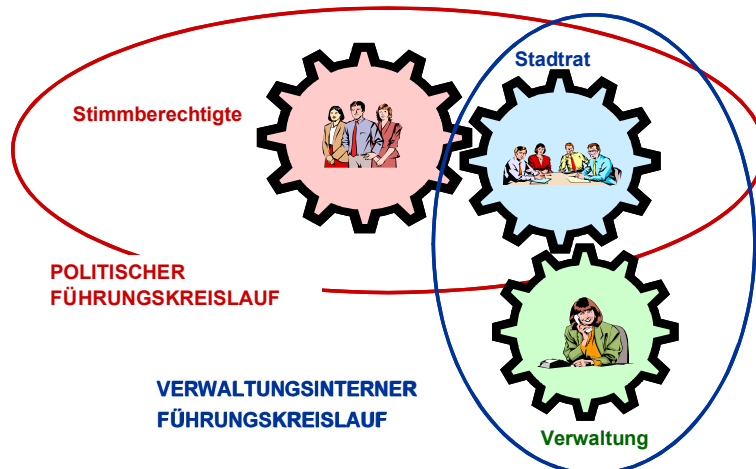 Stadtrat
Stimmberechtigte
POLITISCHER
FÜHRUNGSKREISLAUF
VERWALTUNGSINTERNER
FÜHRUNGSKREISLAUF
Verwaltung